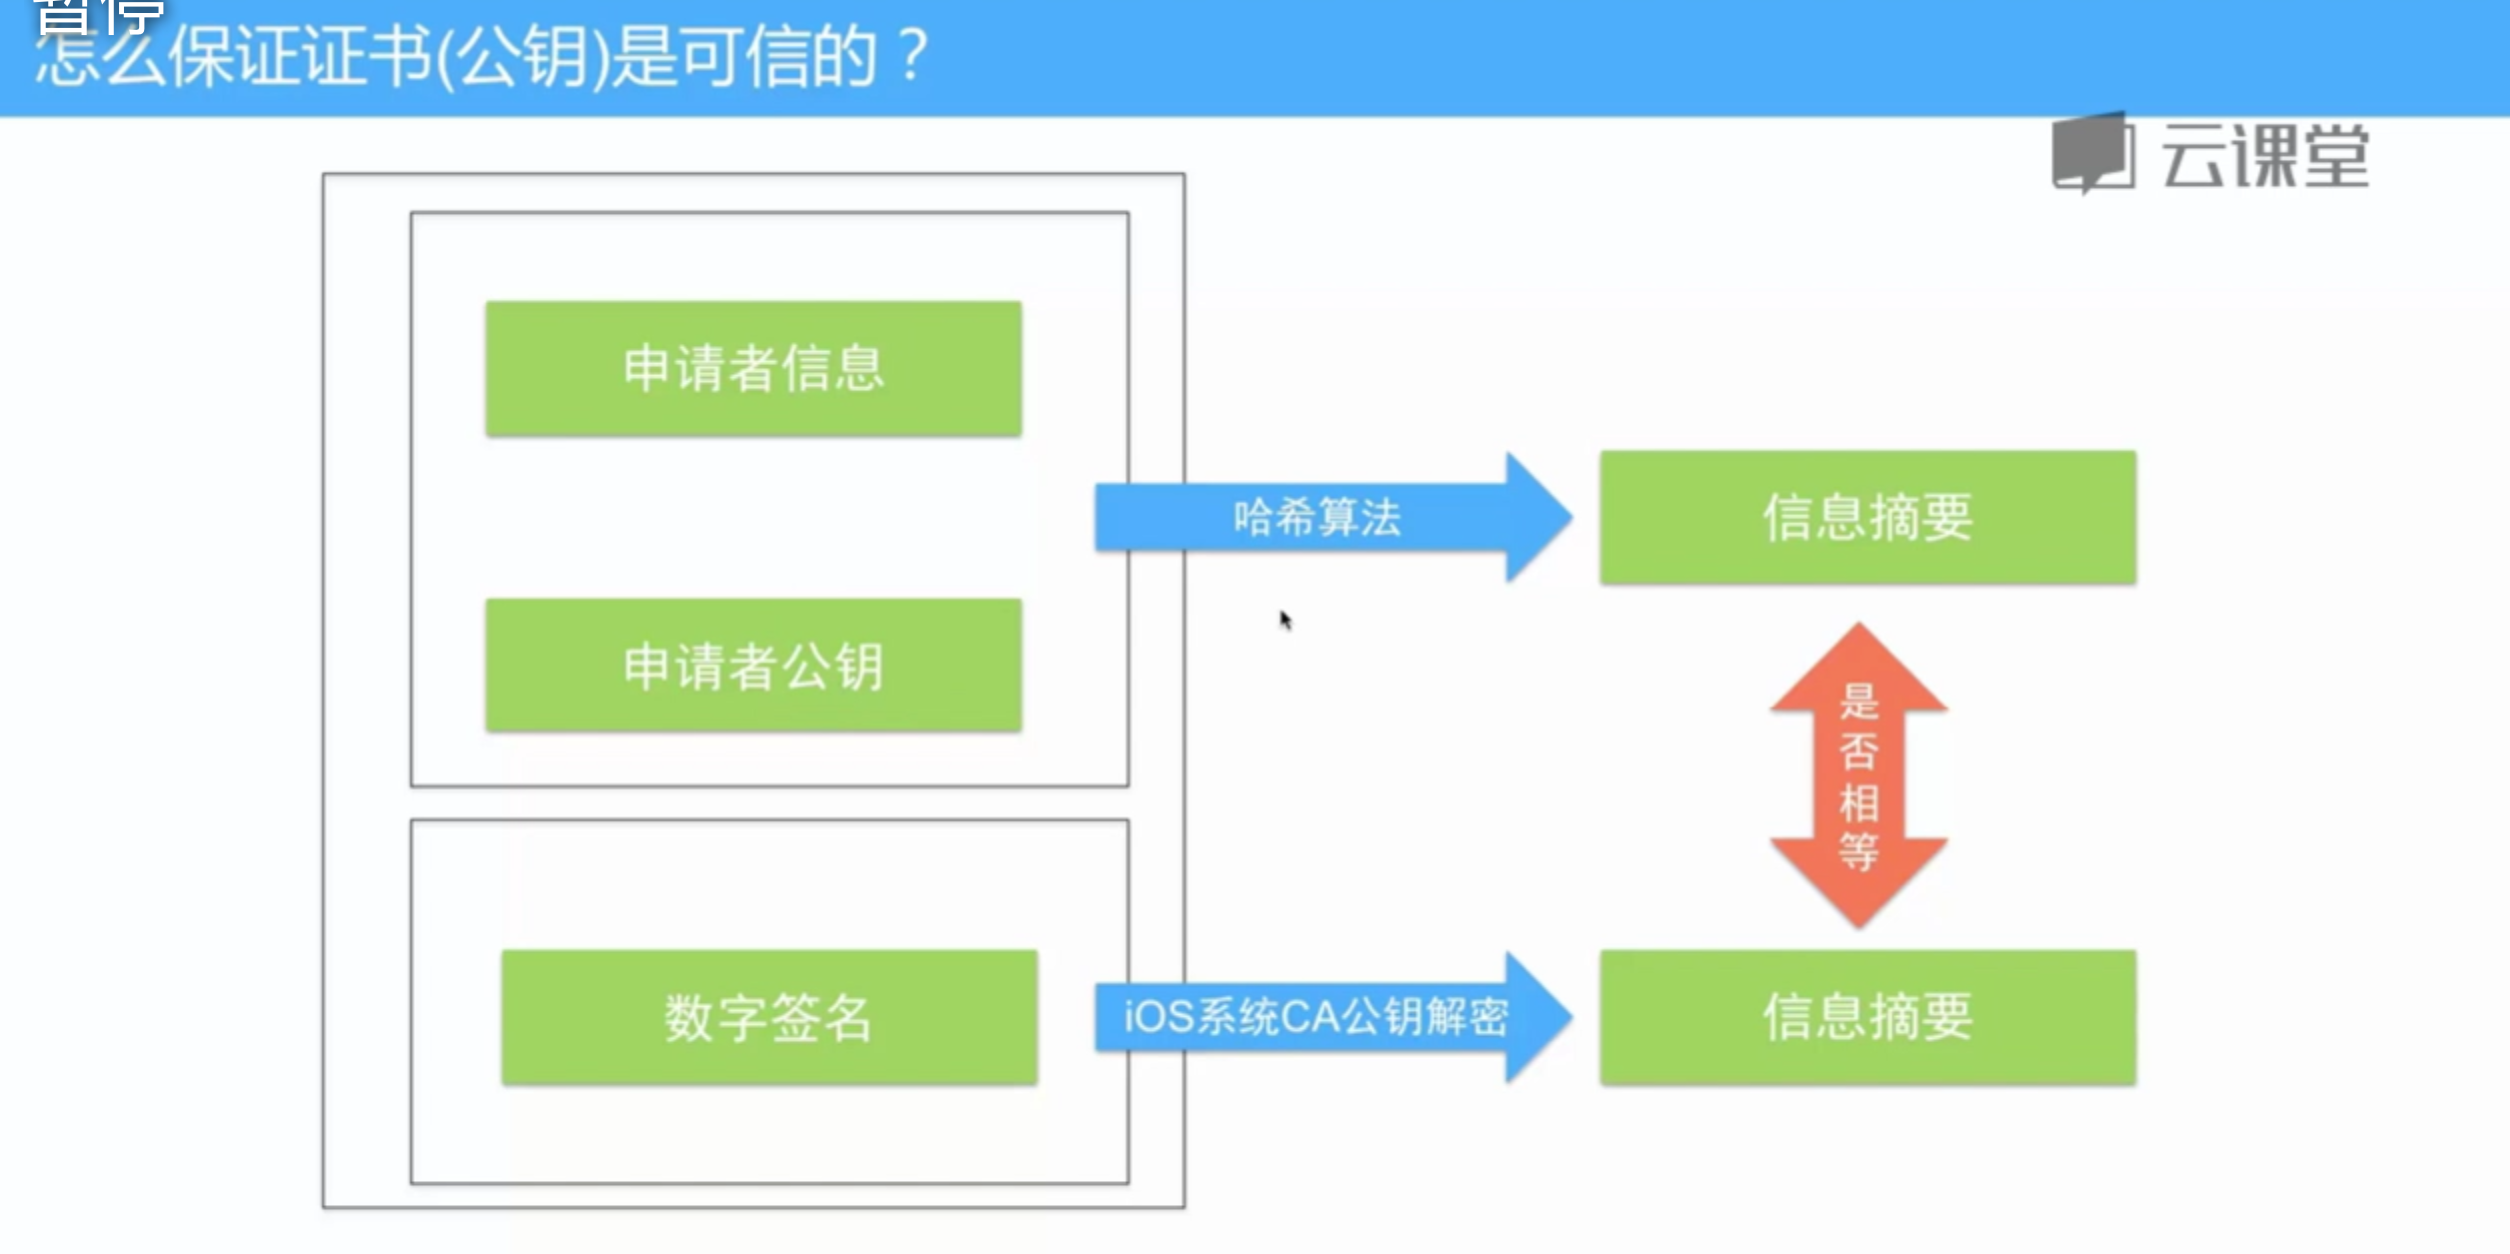 暂停
怎么保证证书(公钥)是可信的？
云课堂
申请者信息
哈希算法
信息摘要
申请者公钥
是
否
相
等
数字签名
iOS系统CA公钥解密
信息摘要